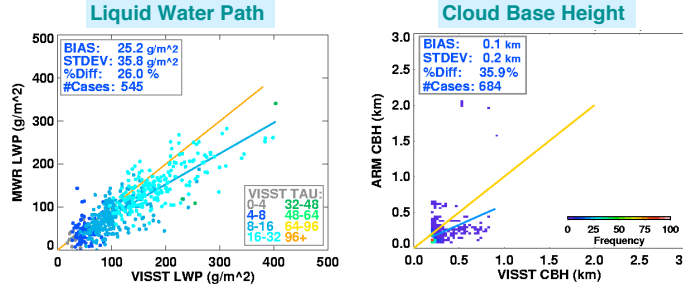 Liquid Water Path
BIAS: 25.2 g/m^2
STDEV: 35.8 g/m^2
%Diff: 26.0 %
#Cases: 545
MWR LWP (g/m^2)
500
400
300
200
100
0
VISST TAU:
0-4 32-48
4-8 48-64
8-16 64-96
16-32 96+
0 100 200 300 400 500
VISST LWP (g/m^2)
Cloud Base Height
BIAS: 0.1 km
STDEV: 0.2 km
%Diff: 35.9%
#Cases: 684
ARM CBH (km)
3.0
2.5
2.0
1.5
1.0
0.5
0.0
0 25 50 75 100
Frequency
0.0 0.5 1.0 1.5 2.0 2.5 3.0
VISST CBH (km)